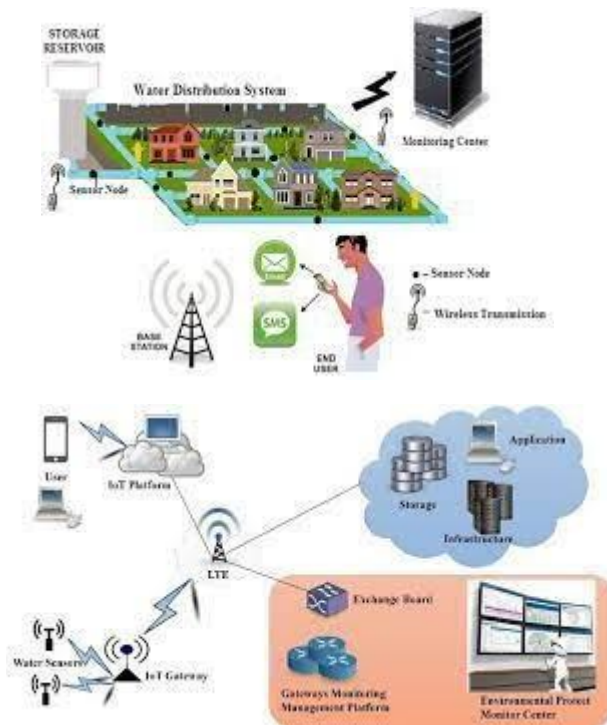 STORAGE
RESERVOIR
Water Distribution System
Monitoring Center
Sensor Node
Email
SMS
BASE
STATION
END
USER
- Sensor Node
= Wireless Transmission
User
IoT Platform
LTE
Water Sensers
IoT Gateway
Application
Storage
Infrastructure
Exchange Board
Gateways Monitoring
Management Platform
Environmental Protect
Monitor Center